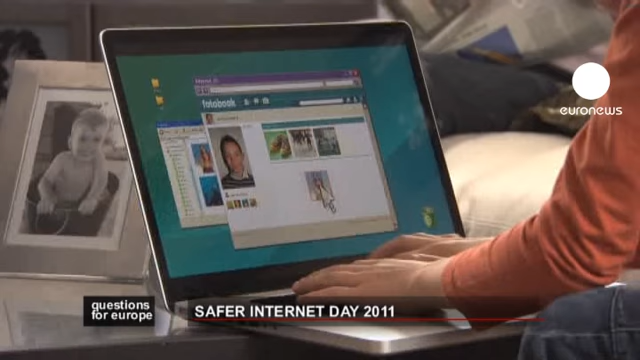 fotobook
euronews
questions
for europe
SAFER INTERNET DAY 2011